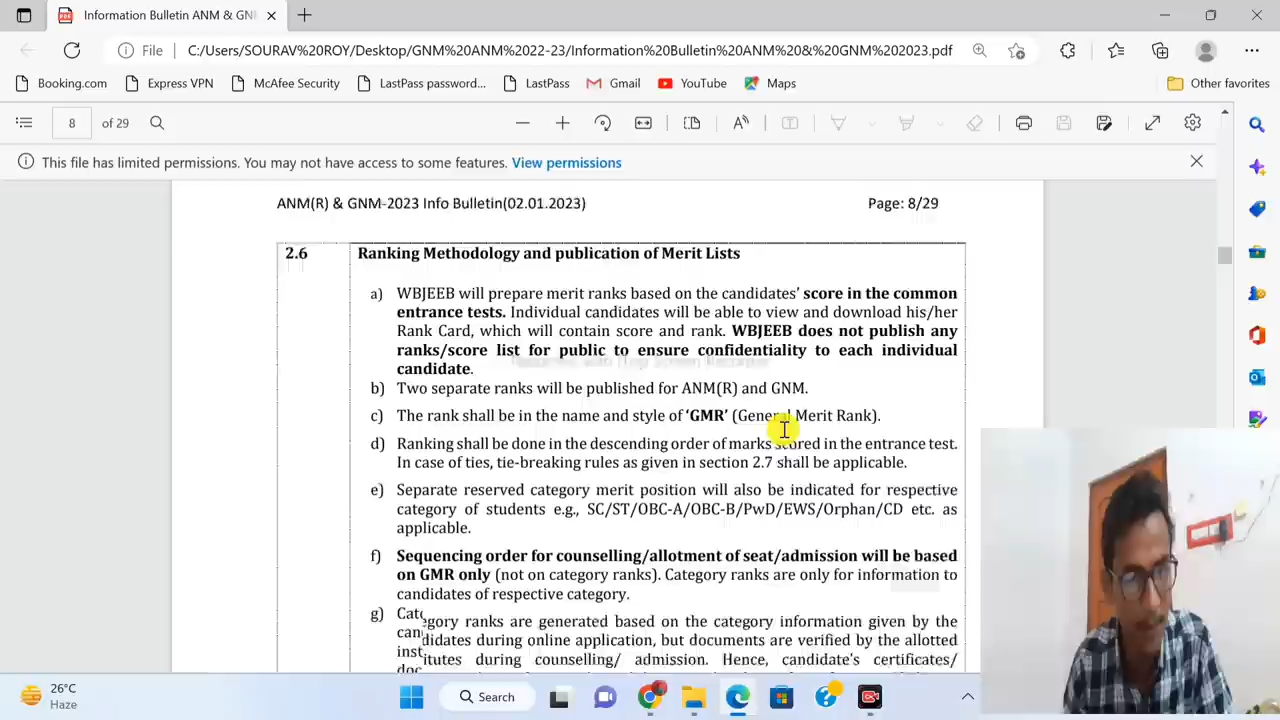 Information Bulletin ANM & GN
File
C:/Users/SOURAV%20ROY/Desktop/GNM%20ANM%2022-23/Information%20Bulletin%20ANM%20&%20GNM%202023.pdf
Booking.com
Express VPN
McAfee Security
LastPass password...
LastPass
Gmail
YouTube
Maps
Other favorites
8 of 29
This file has limited permissions. You may not have access to some features. View permissions
ANM(R) & GNM-2023 Info Bulletin(02.01.2023)
Page: 8/29
2.6 Ranking Methodology and publication of Merit Lists
a) WBJEEB will prepare merit ranks based on the candidates' score in the common
entrance tests. Individual candidates will be able to view and download his/her
Rank Card, which will contain score and rank. WBJEEB does not publish any
ranks/score list for public to ensure confidentiality to each individual
candidate.
b) Two separate ranks will be published for ANM(R) and GNM.
c) The rank shall be in the name and style of 'GMR' (General Merit Rank).
d) Ranking shall be done in the descending order of marks scored in the entrance test.
In case of ties, tie-breaking rules as given in section 2.7 shall be applicable.
e) Separate reserved category merit position will also be indicated for respective
category of students e.g., SC/ST/OBC-A/OBC-B/PwD/EWS/Orphan/CD etc. as
applicable.
f) Sequencing order for counselling/allotment of seat/admission will be based
on GMR only (not on category ranks). Category ranks are only for information to
candidates of respective category.
g) Category ranks are generated based on the category information given by the
candidates during online application, but documents are verified by the allotted
institutes during counselling/ admission. Hence, candidate's certificates/
26°C
Haze
Search